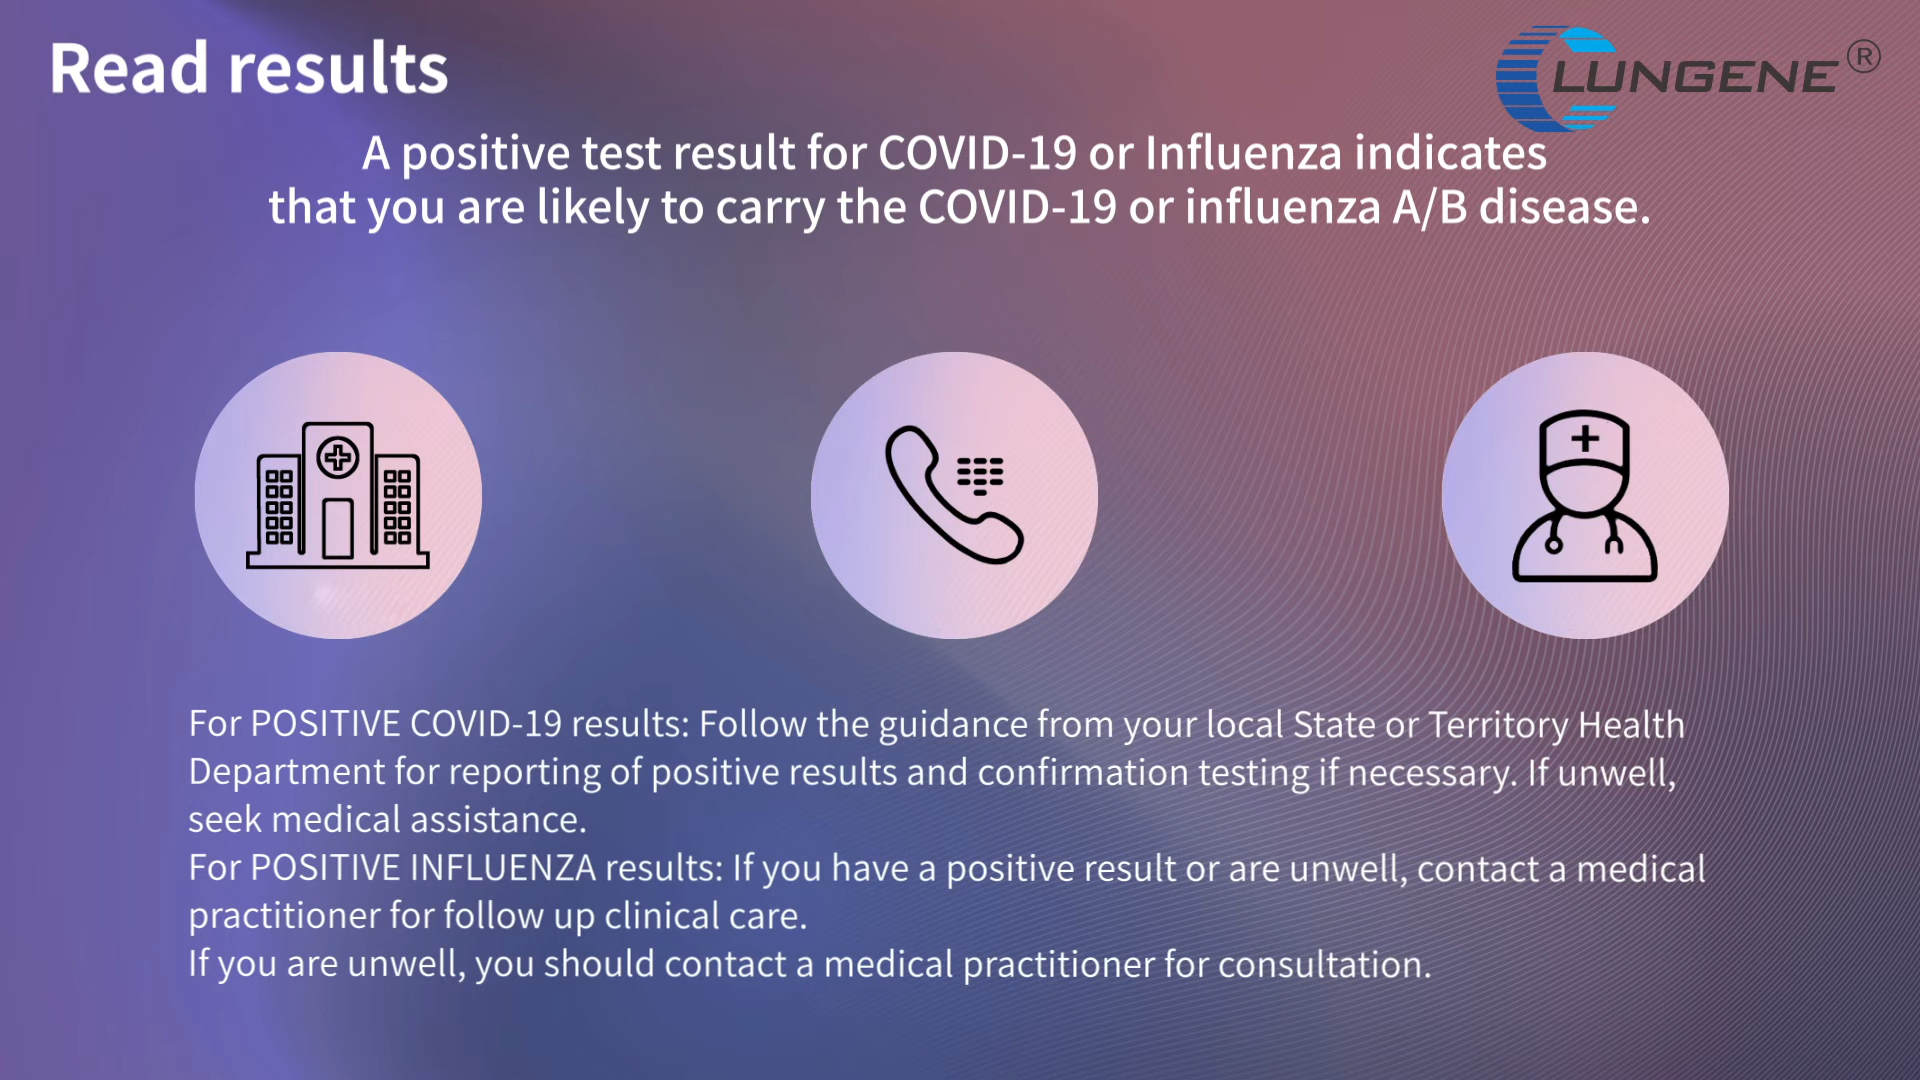 Read results
LUNGENE®
A positive test result for COVID-19 or Influenza indicates
that you are likely to carry the COVID-19 or influenza A/B disease.
For POSITIVE COVID-19 results: Follow the guidance from your local State or Territory Health
Department for reporting of positive results and confirmation testing if necessary. If unwell,
seek medical assistance.
For POSITIVE INFLUENZA results: If you have a positive result or are unwell, contact a medical
practitioner for follow up clinical care.
If you are unwell, you should contact a medical practitioner for consultation.